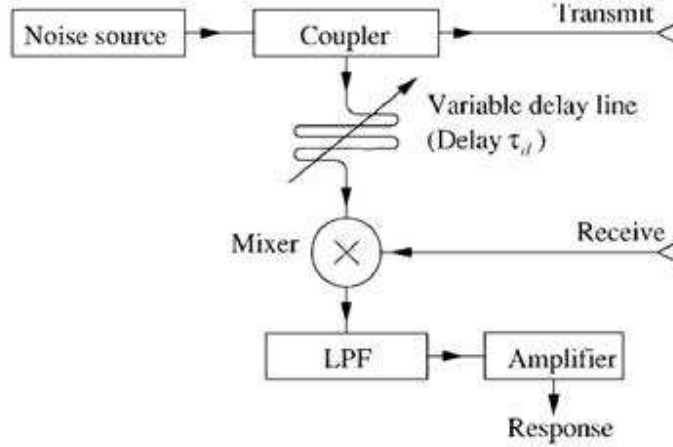 Transmit
Noise source
Coupler
Variable delay line
(Delay τd)
Mixer
Receive
LPF
Amplifier
Response